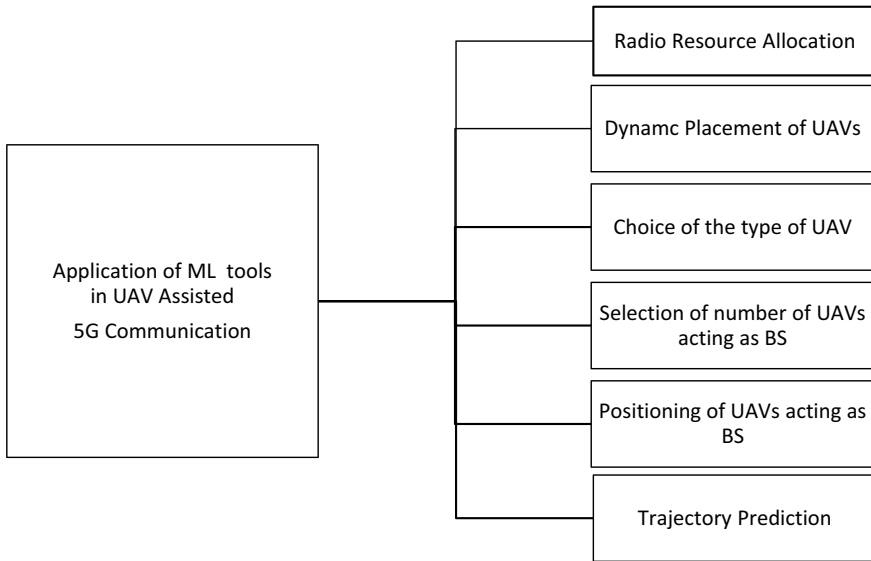 Radio Resource Allocation
Dynamc Placement of UAVs
Choice of the type of UAV
Application of ML tools
in UAV Assisted
5G Communication
Selection of number of UAVs
acting as BS
Positioning of UAVs acting as
BS
Trajectory Prediction